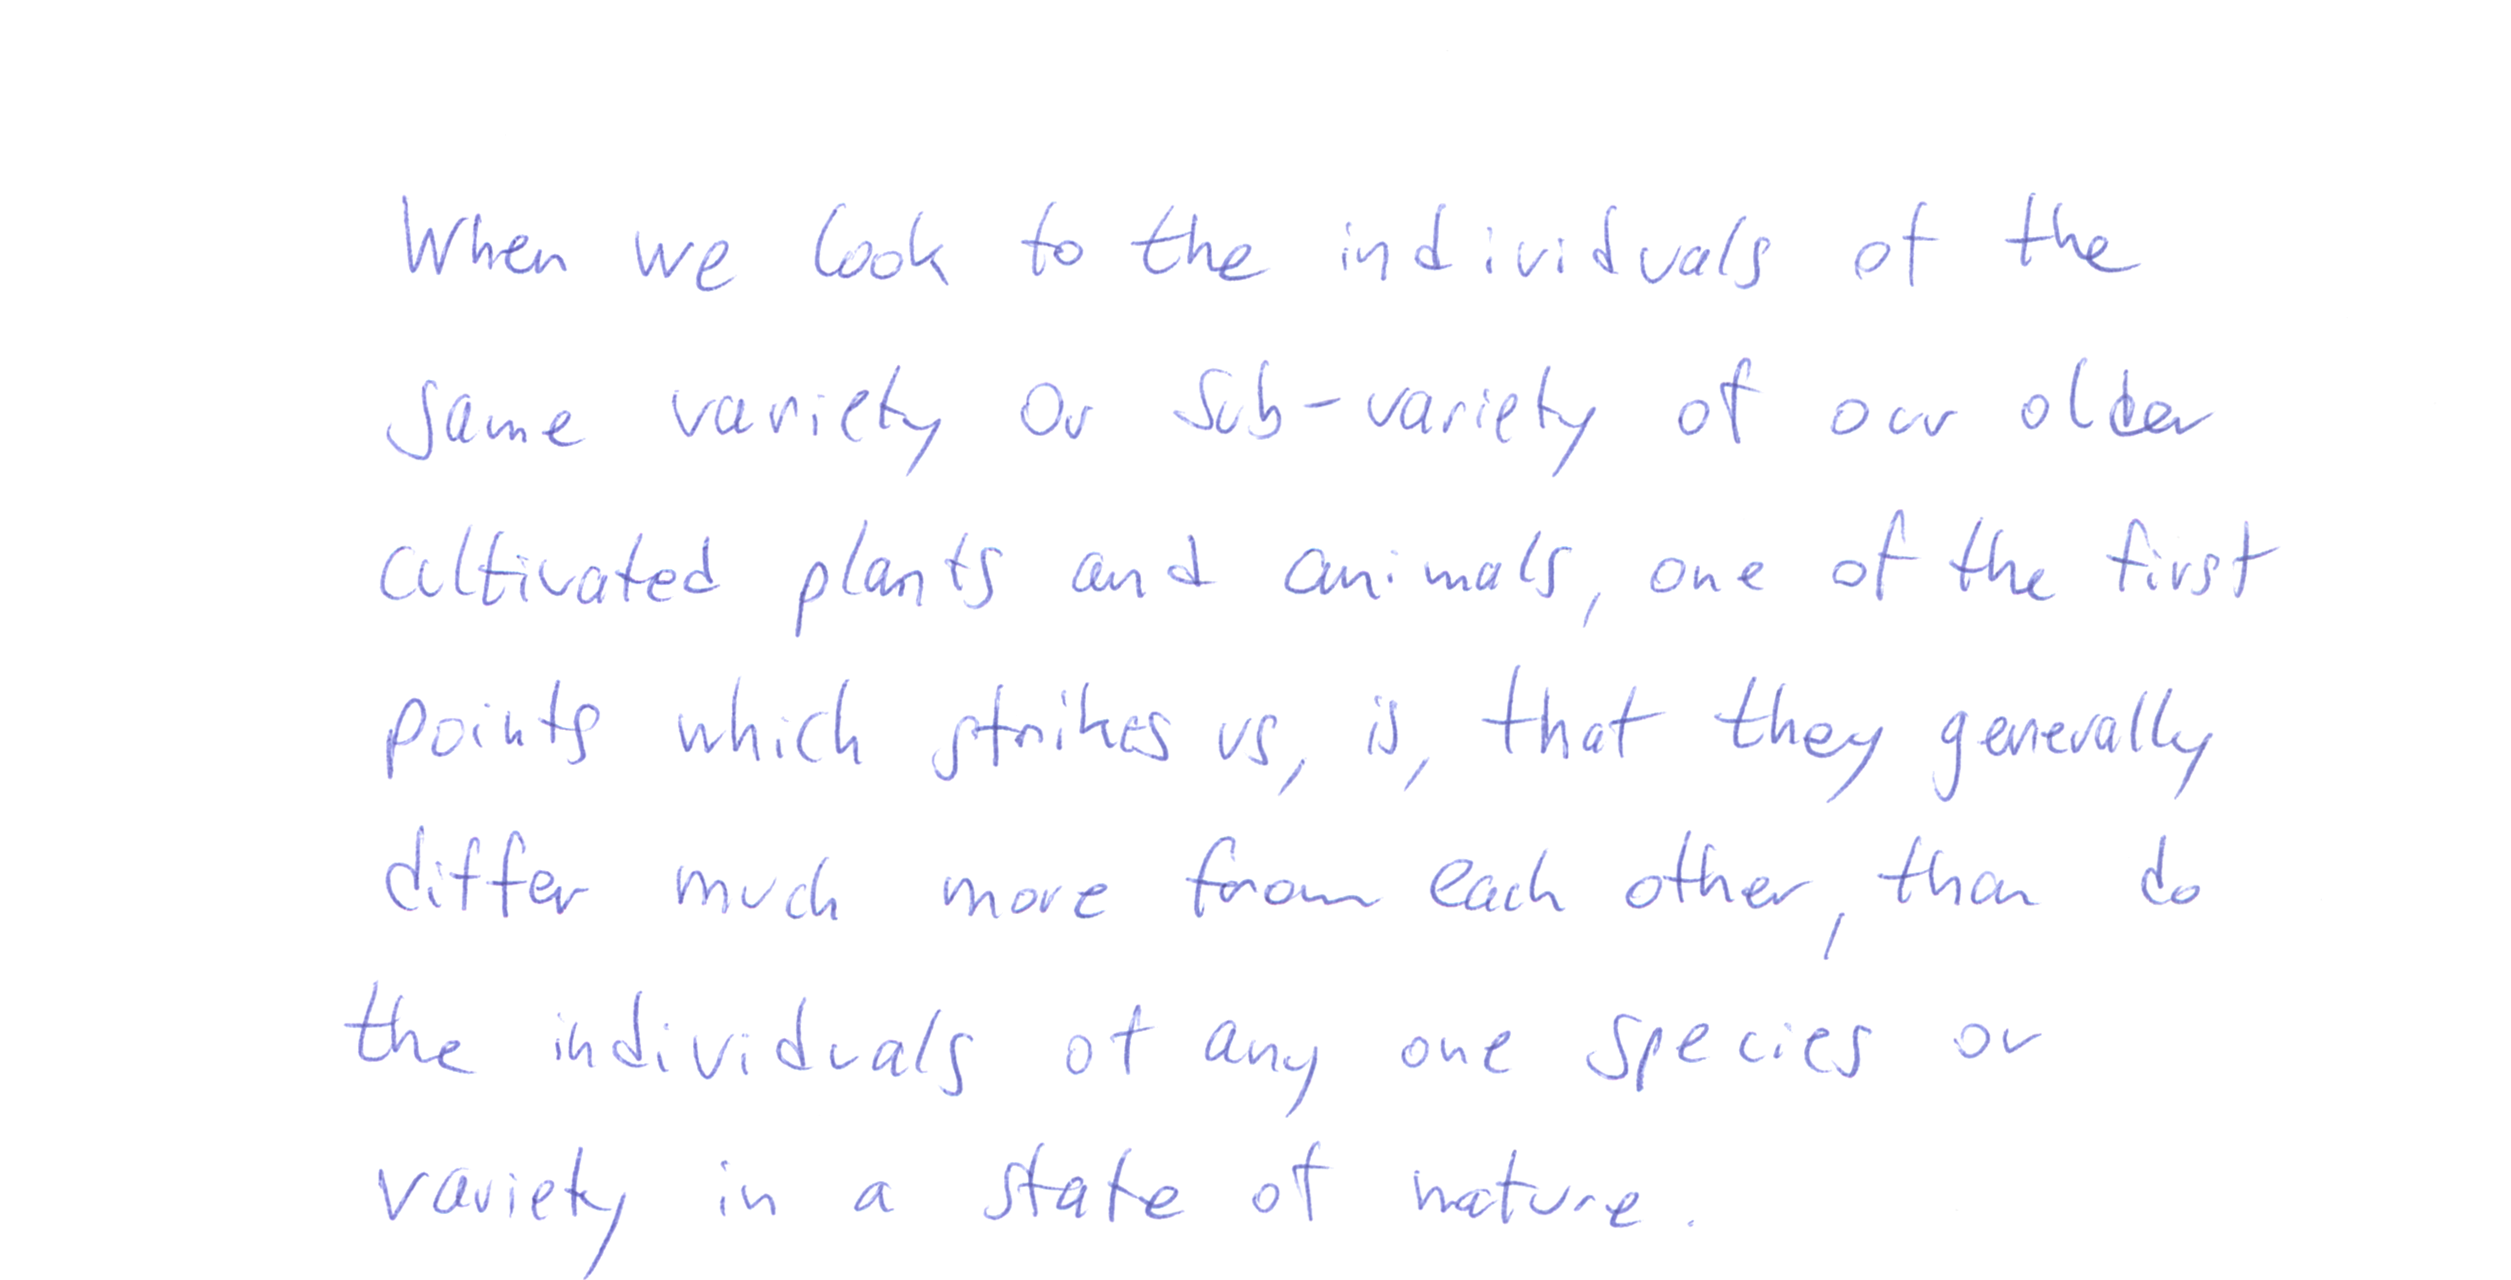 When we look to the individuals of the
same variety or sub-variety of our older
cultivated plants and animals, one of the first
points which strikes us, is, that they generally
differ much more from each other, than do
the individuals of any one species or
variety in a state of nature.